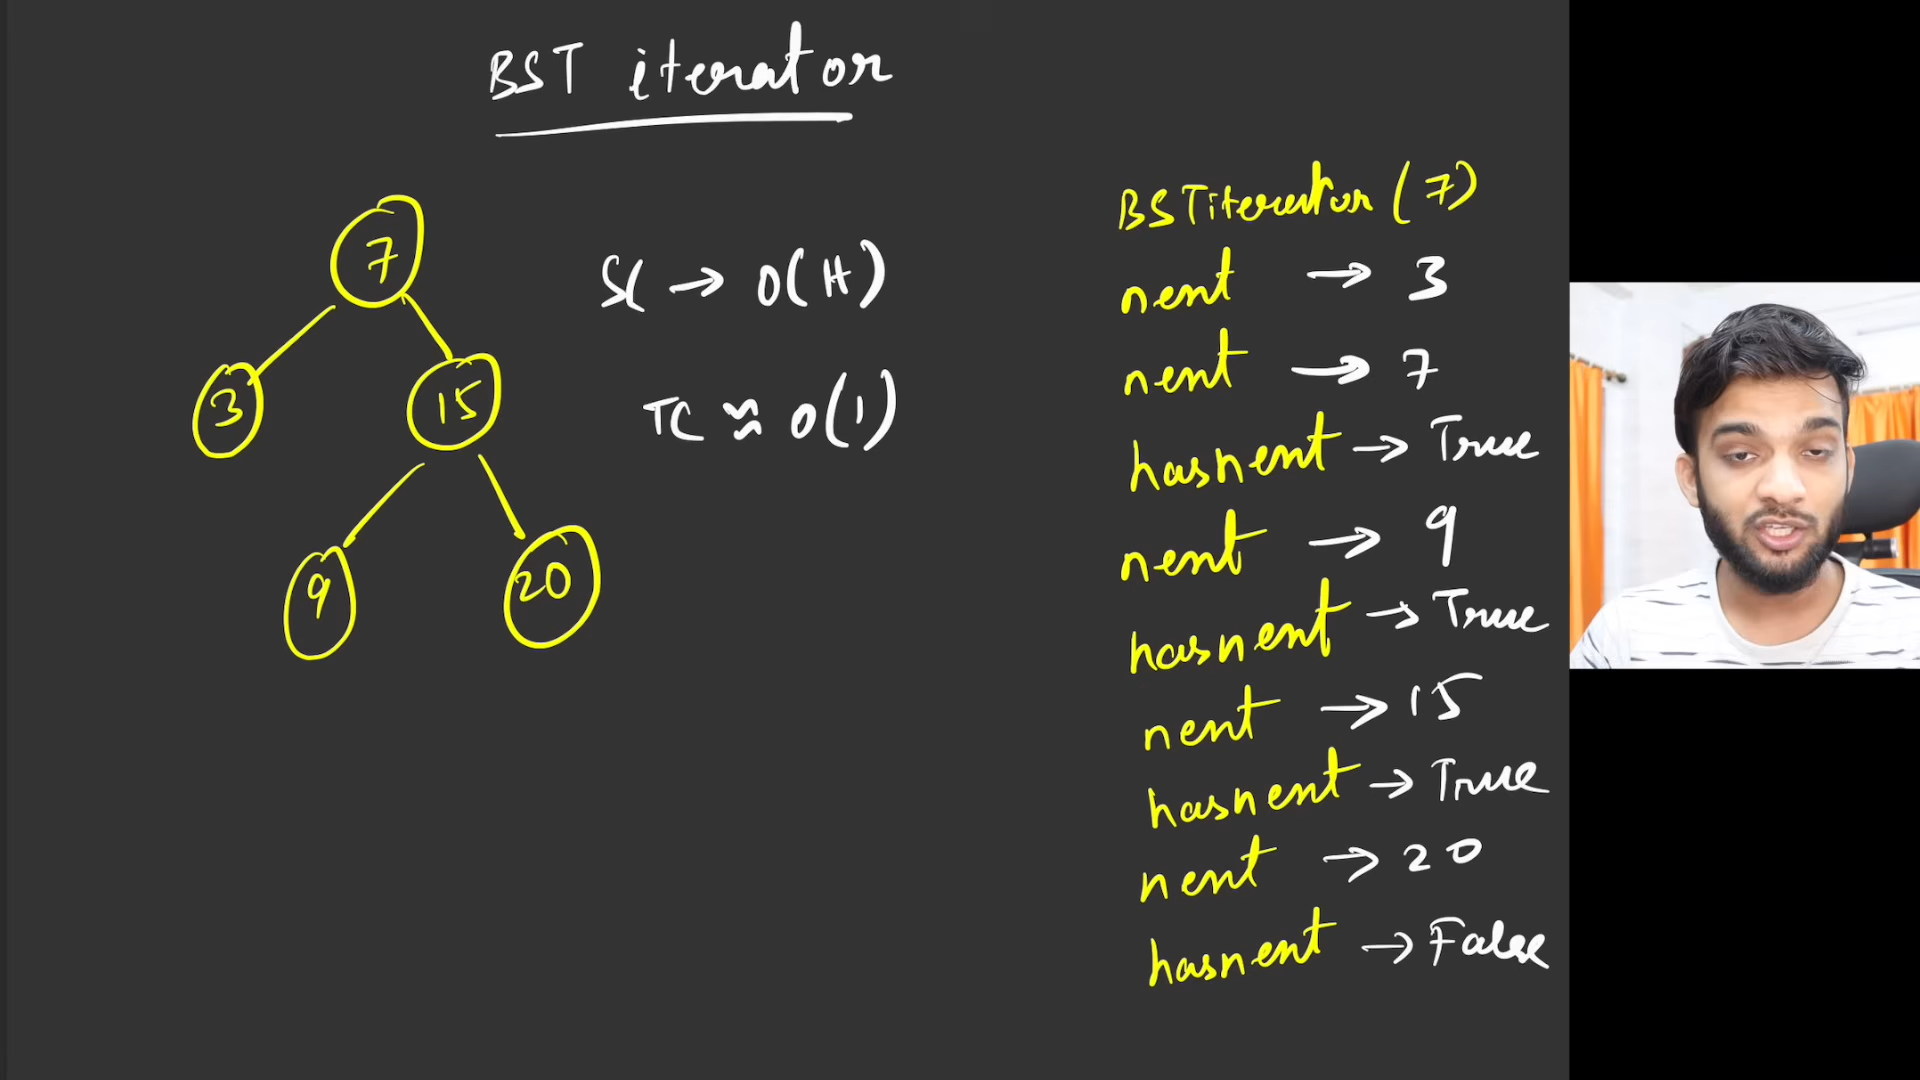 BST iterator
7
3
15
9
20
SC → O(H)
TC ≈ O(1)
BSTiterator (7)
next → 3
next → 7
hasnext → True
next → 9
hasnext → True
next → 15
hasnext → True
next → 20
hasnext → False